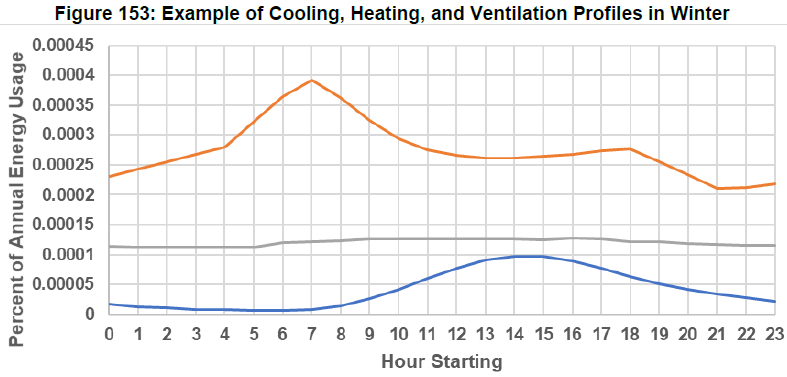 Figure 153: Example of Cooling, Heating, and Ventilation Profiles in Winter
Percent of Annual Energy Usage
0.00045
0.0004
0.00035
0.0003
0.00025
0.0002
0.00015
0.0001
0.00005
0
0 1 2 3 4 5 6 7 8 9 10 11 12 13 14 15 16 17 18 19 20 21 22 23
Hour Starting